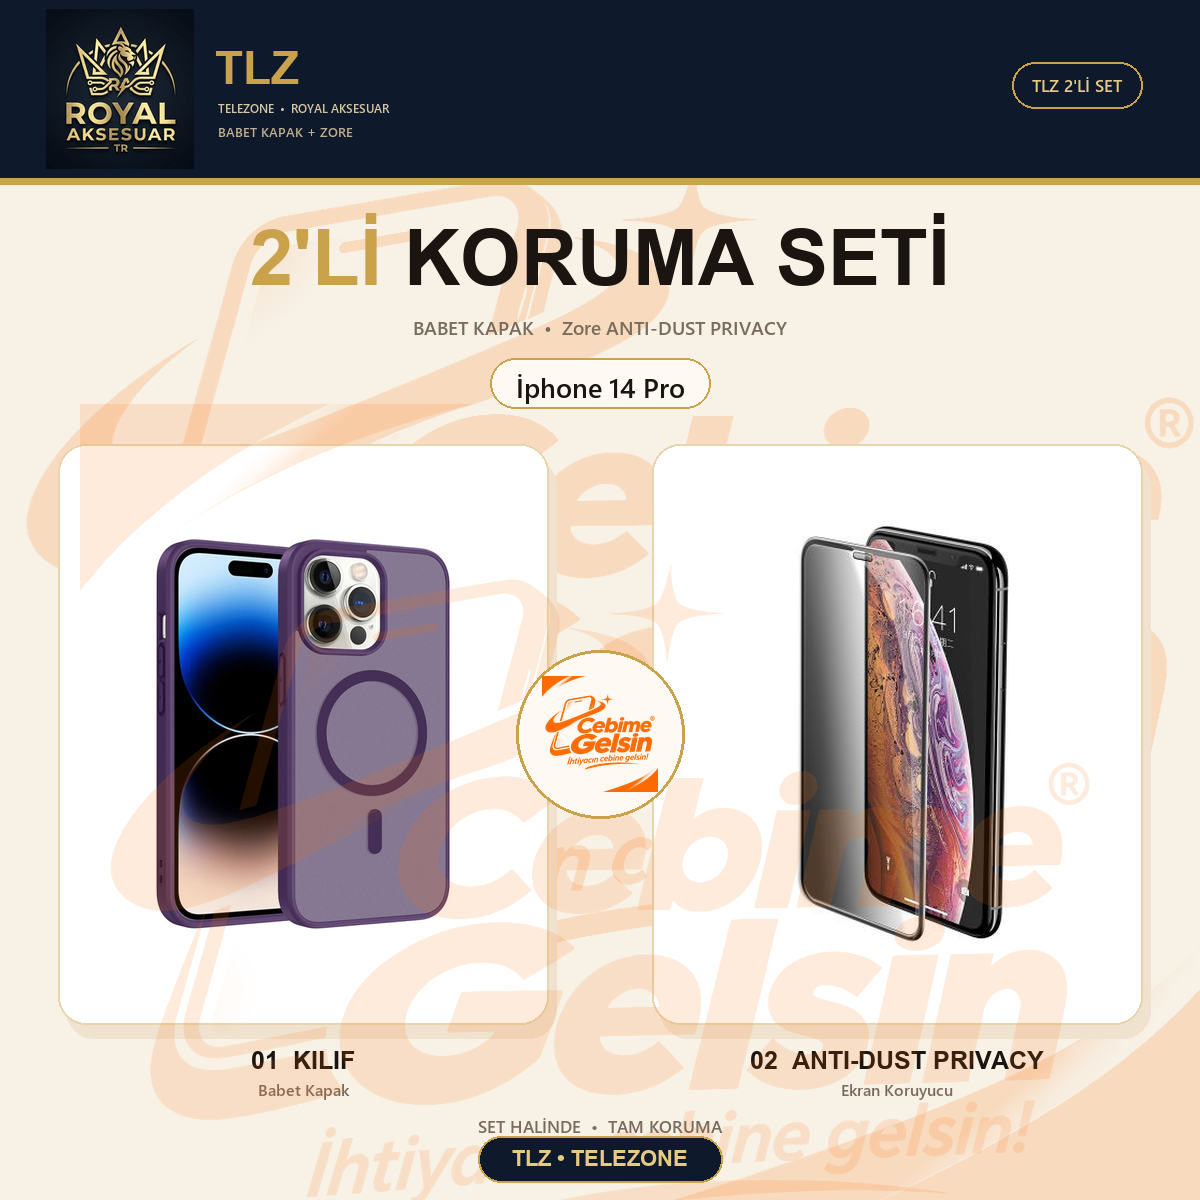 ROYAL
AKSESUAR
TR
TLZ
TELEZONE • ROYAL AKSESUAR
BABET KAPAK + ZORE
TLZ 2'Lİ SET
2'Lİ KORUMA SETİ
BABET KAPAK • Zore ANTI-DUST PRIVACY
İphone 14 Pro
®
Cebime®
Gelsin
İhtiyacın cebine gelsin!
Cebime®
Gelsin
01 KILIF
Babet Kapak
02 ANTI-DUST PRIVACY
Ekran Koruyucu
SET HALİNDE • TAM KORUMA
TLZ • TELEZONE